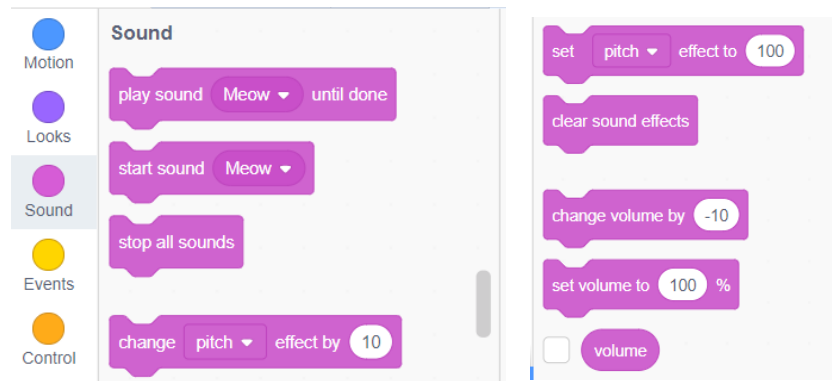 Motion
Looks
Sound
Events
Control
Sound
play sound Meow until done
start sound Meow
stop all sounds
change pitch effect by 10
set pitch effect to 100
clear sound effects
change volume by -10
set volume to 100 %
volume